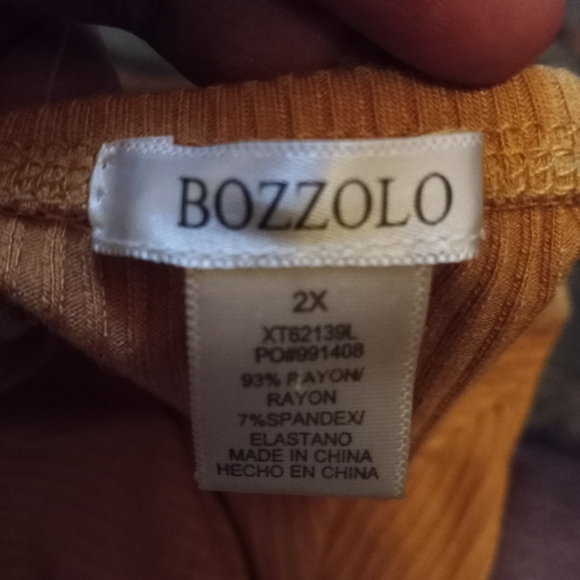 BOZZOLO
2X
XT62139L
PO#991408
93% RAYON/
RAYON
7%SPANDEX/
ELASTANO
MADE IN CHINA
HECHO EN CHINA